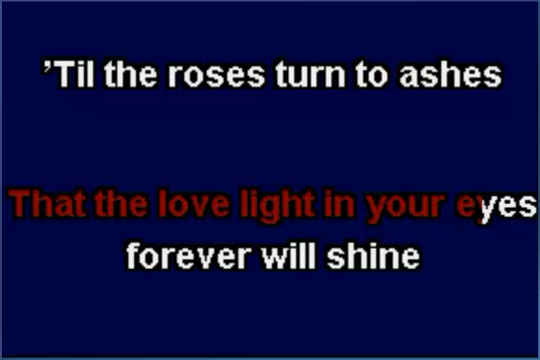 ’Til the roses turn to ashes
That the love light in your eyes
forever will shine